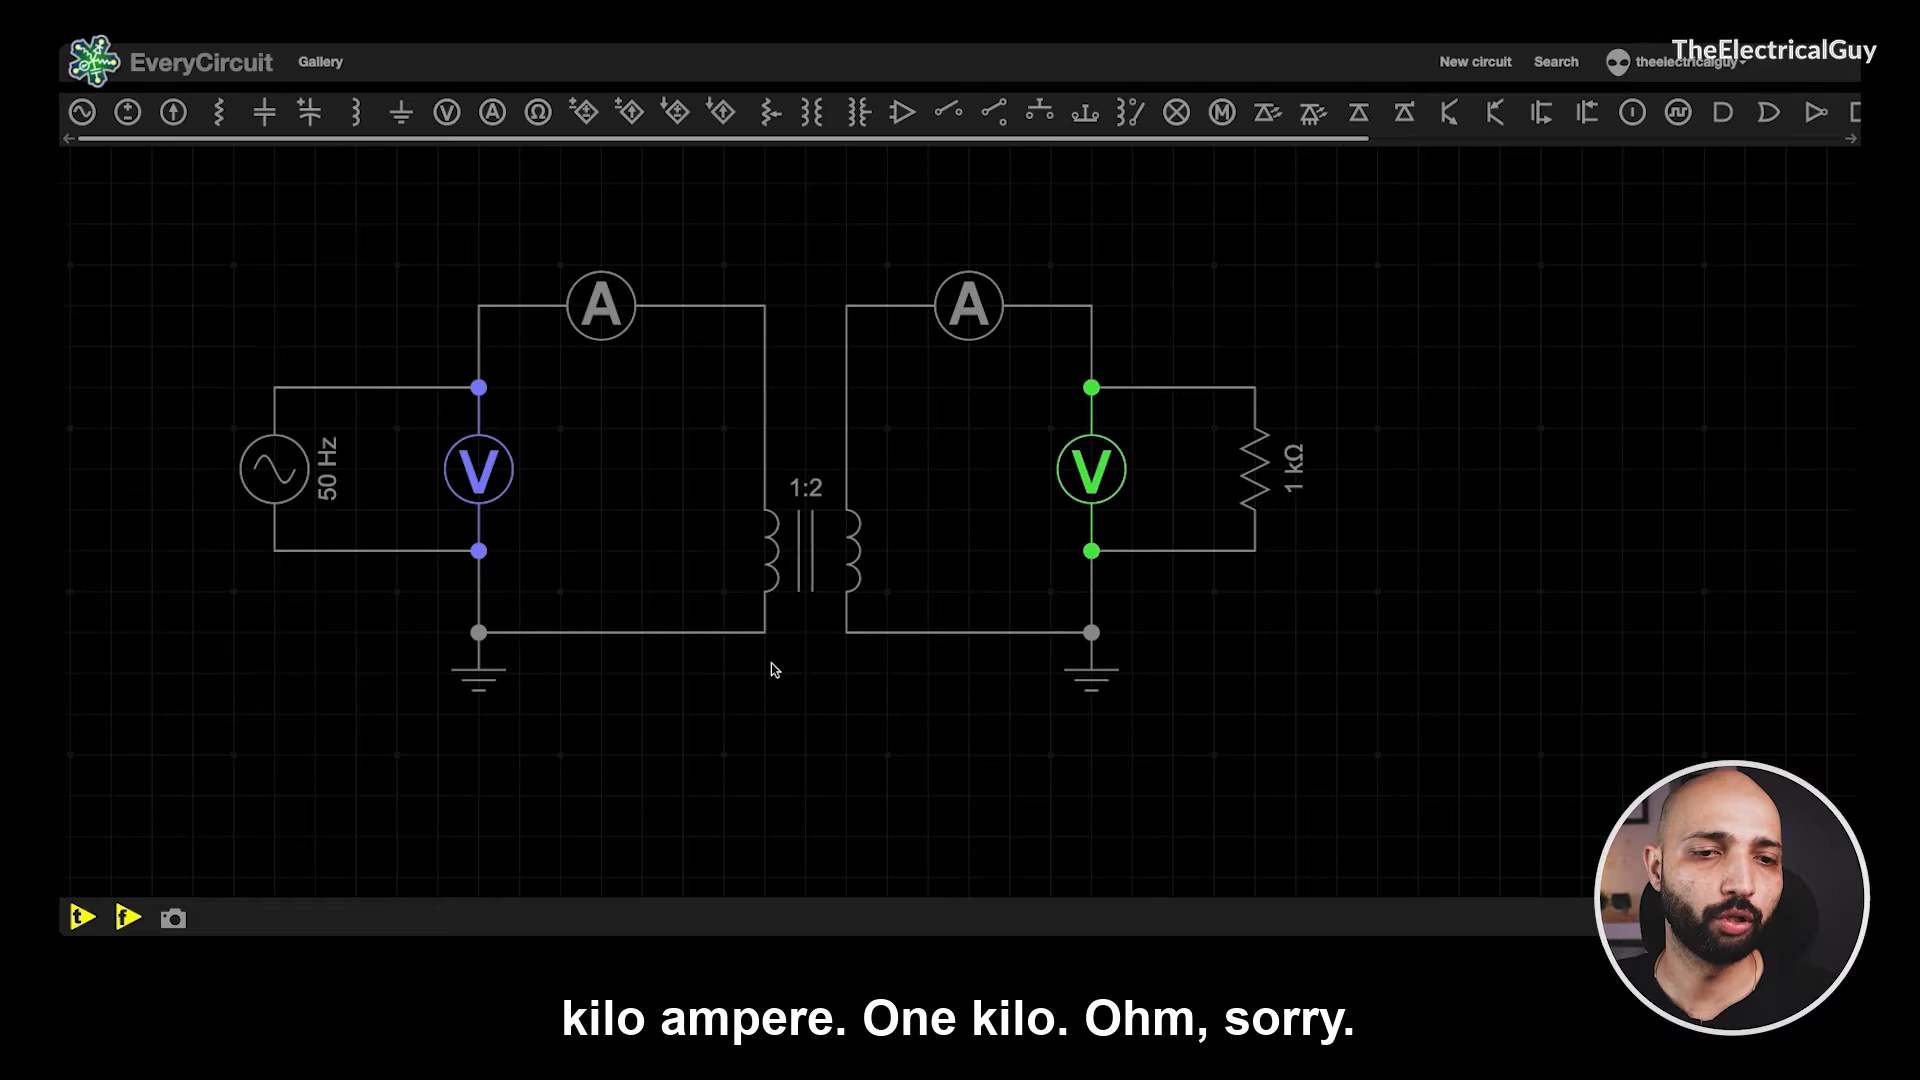 TheElectricalGuy
EveryCircuit
Gallery
New circuit
Search
theelectricalguy
V
A
Ω
M
A
A
50 Hz
V
1:2
V
1 kΩ
t
f
kilo ampere. One kilo. Ohm, sorry.